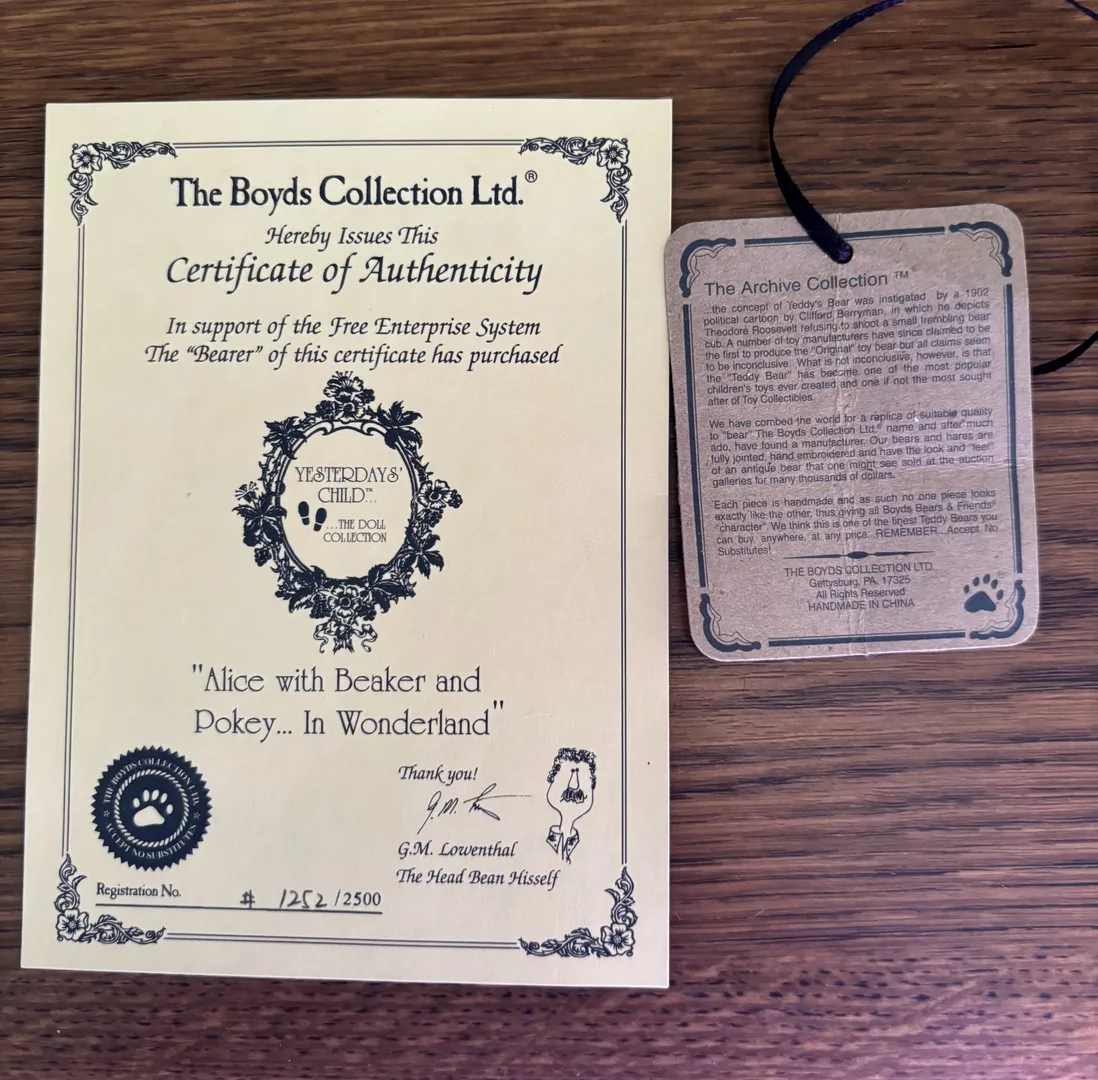 The Boyds Collection Ltd.®
Hereby Issues This
Certificate of Authenticity
In support of the Free Enterprise System
The "Bearer" of this certificate has purchased
YESTERDAYS'
CHILD™...
...THE DOLL
COLLECTION
"Alice with Beaker and
Pokey... In Wonderland"
THE BOYDS COLLECTION LTD.
ACCEPT NO SUBSTITUTES
Thank you!
G.M. Lowenthal
The Head Bean Hisself
Registration No. # 1252 /2500
The Archive Collection ™
...the concept of Teddy's Bear was instigated by a 1902
political cartoon by Clifford Berryman, in which he depicts
Theodore Roosevelt refusing to shoot a small trembling bear
cub. A number of toy manufacturers have since claimed to be
the first to produce the "Original" toy bear but all claims seem
to be inconclusive. What is not inconclusive, however, is that
the "Teddy Bear" has become one of the most popular
children's toys ever created and one if not the most sought
after of Toy Collectibles.
We have combed the world for a replica of suitable quality
to "bear" The Boyds Collection Ltd.® name and after much
ado, have found a manufacturer. Our bears and hares are
fully jointed, hand embroidered and have the look and "feel"
of an antique bear that one might see sold at the auction
galleries for many thousands of dollars.
Each piece is handmade and as such no one piece looks
exactly like the other, thus giving all Boyds Bears & Friends®
"character". We think this is one of the finest Teddy Bears you
can buy, anywhere, at any price...REMEMBER...Accept No
Substitutes!
THE BOYDS COLLECTION LTD.
Gettysburg, PA. 17325
All Rights Reserved
HANDMADE IN CHINA